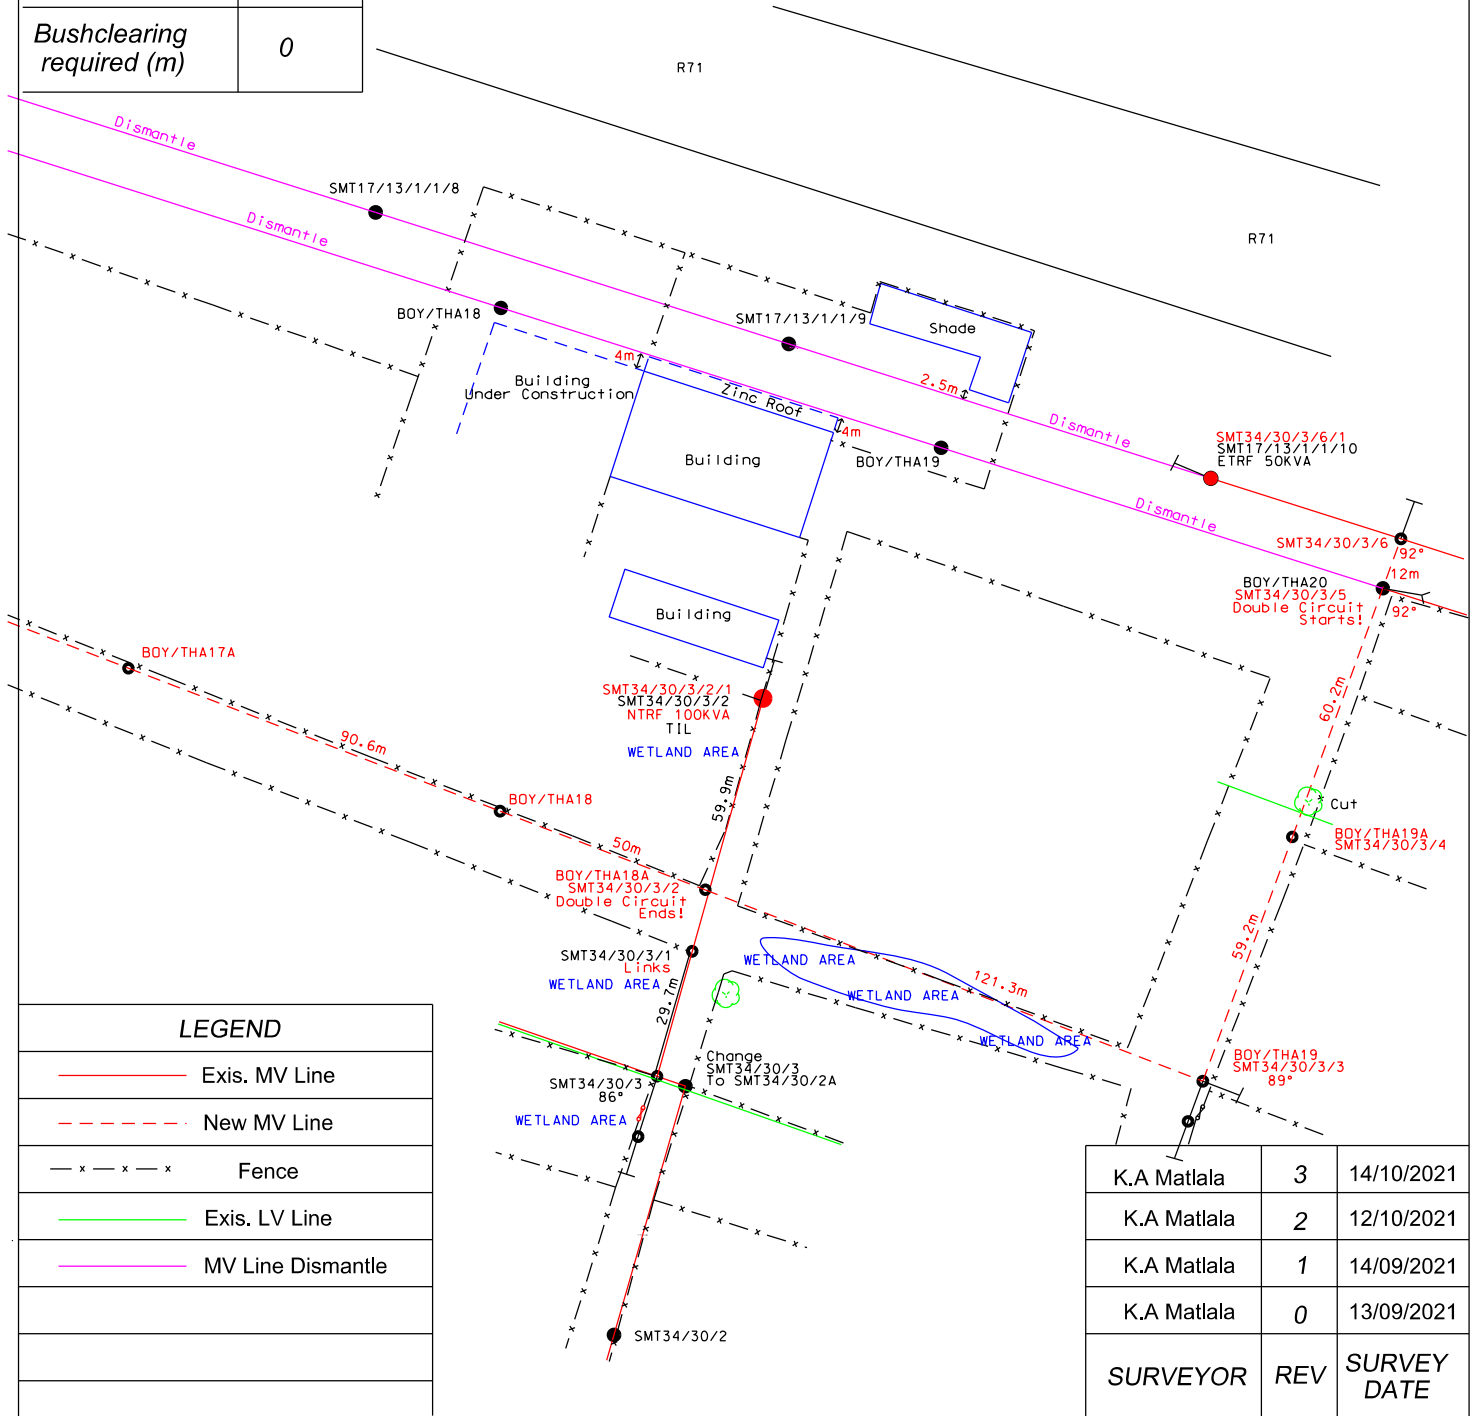 Bushclearing
required (m)
0
R71
R71
Dismantle
SMT17/13/1/1/8
Dismantle
BOY/THA18
SMT17/13/1/1/9
Shade
4m
Building
Under Construction
Zinc Roof
2.5m
Dismantle
4m
Building
BOY/THA19
SMT34/30/3/6/1
SMT17/13/1/1/10
ETRF 50KVA
Dismantle
SMT34/30/3/6
/92°
/12m
BOY/THA20
SMT34/30/3/5
Double Circuit
Starts!
92°
Building
BOY/THA17A
SMT34/30/3/2/1
SMT34/30/3/2
NTRF 100KVA
TIL
WETLAND AREA
60.2m
90.6m
59.9m
BOY/THA18
Cut
BOY/THA19A
SMT34/30/3/4
50m
BOY/THA18A
SMT34/30/3/2
Double Circuit
Ends!
59.2m
SMT34/30/3/1
Links
WETLAND AREA
WETLAND AREA
WETLAND AREA
121.3m
WETLAND AREA
29.7m
Change
SMT34/30/3
To SMT34/30/2A
SMT34/30/3
86°
WETLAND AREA
BOY/THA19
SMT34/30/3/3
89°
SMT34/30/2
LEGEND
Exis. MV Line
New MV Line
Fence
Exis. LV Line
MV Line Dismantle
K.A Matlala 3 14/10/2021
K.A Matlala 2 12/10/2021
K.A Matlala 1 14/09/2021
K.A Matlala 0 13/09/2021
SURVEYOR REV SURVEY
DATE